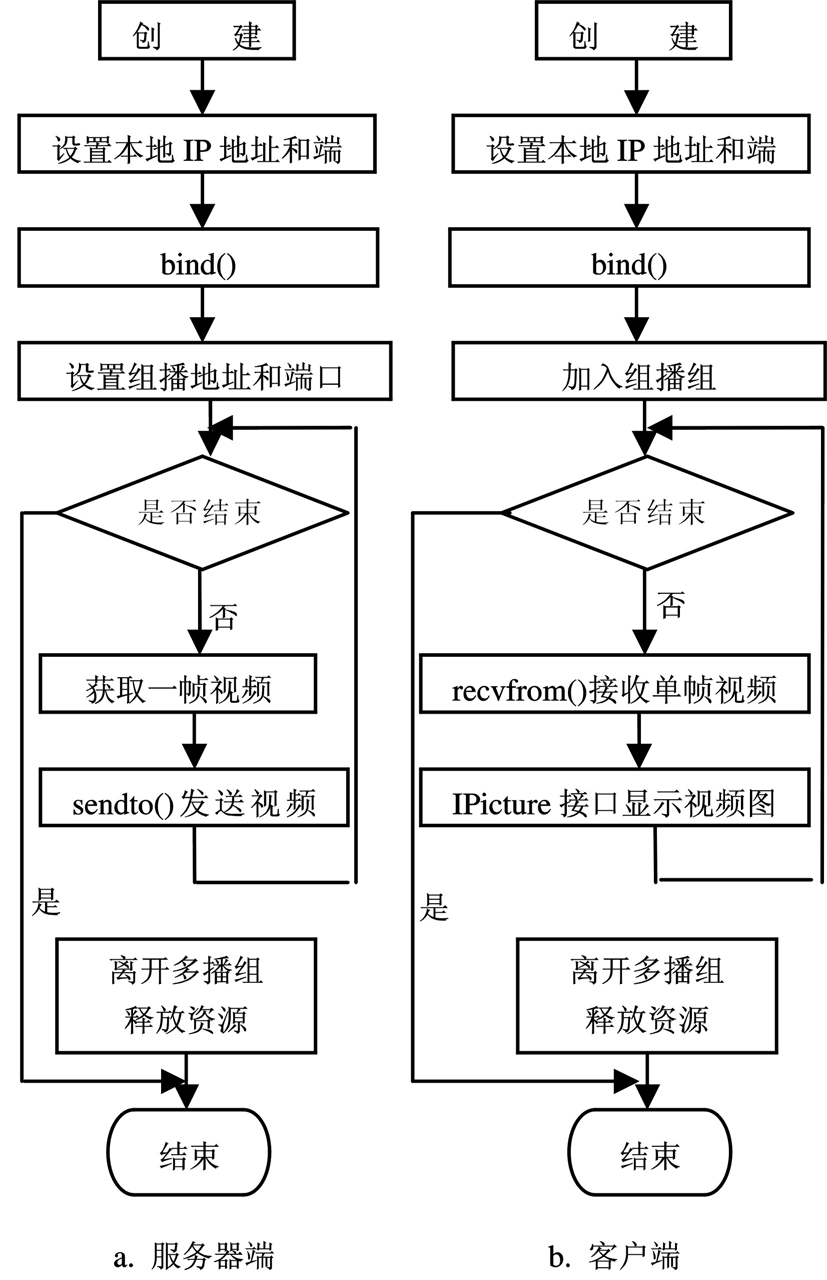 创 建
设置本地 IP 地址和端
bind()
设置组播地址和端口
是否结束
否
获取一帧视频
sendto() 发送视频
是
离开多播组
释放资源
结束
a. 服务器端
创 建
设置本地 IP 地址和端
bind()
加入组播组
是否结束
否
recvfrom()接收单帧视频
IPicture 接口显示视频图
是
离开多播组
释放资源
结束
b. 客户端